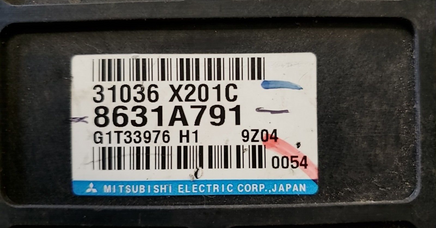 31036 X201C
8631A791
G1T33976 H1 9Z04
0054
MITSUBISHI ELECTRIC CORP., JAPAN